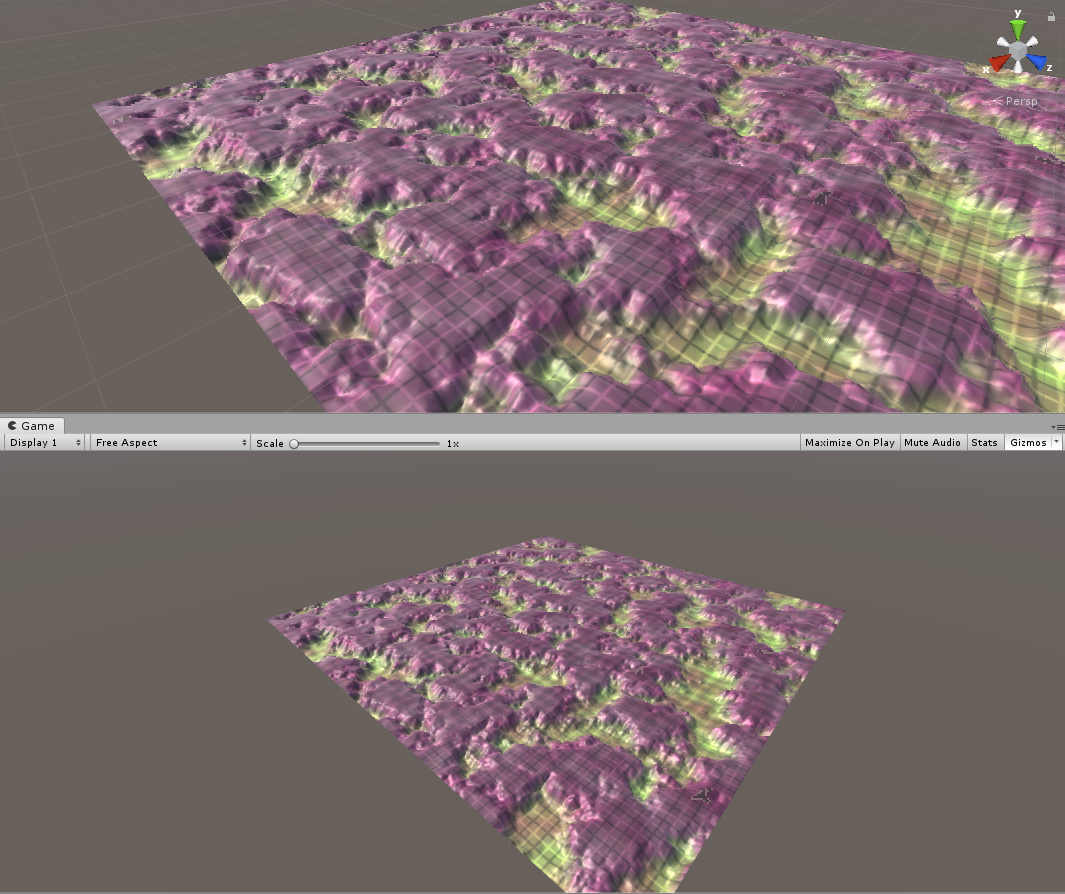 y
x
z
< Persp
Game
Display 1
Free Aspect
Scale
1x
Maximize On Play
Mute Audio
Stats
Gizmos